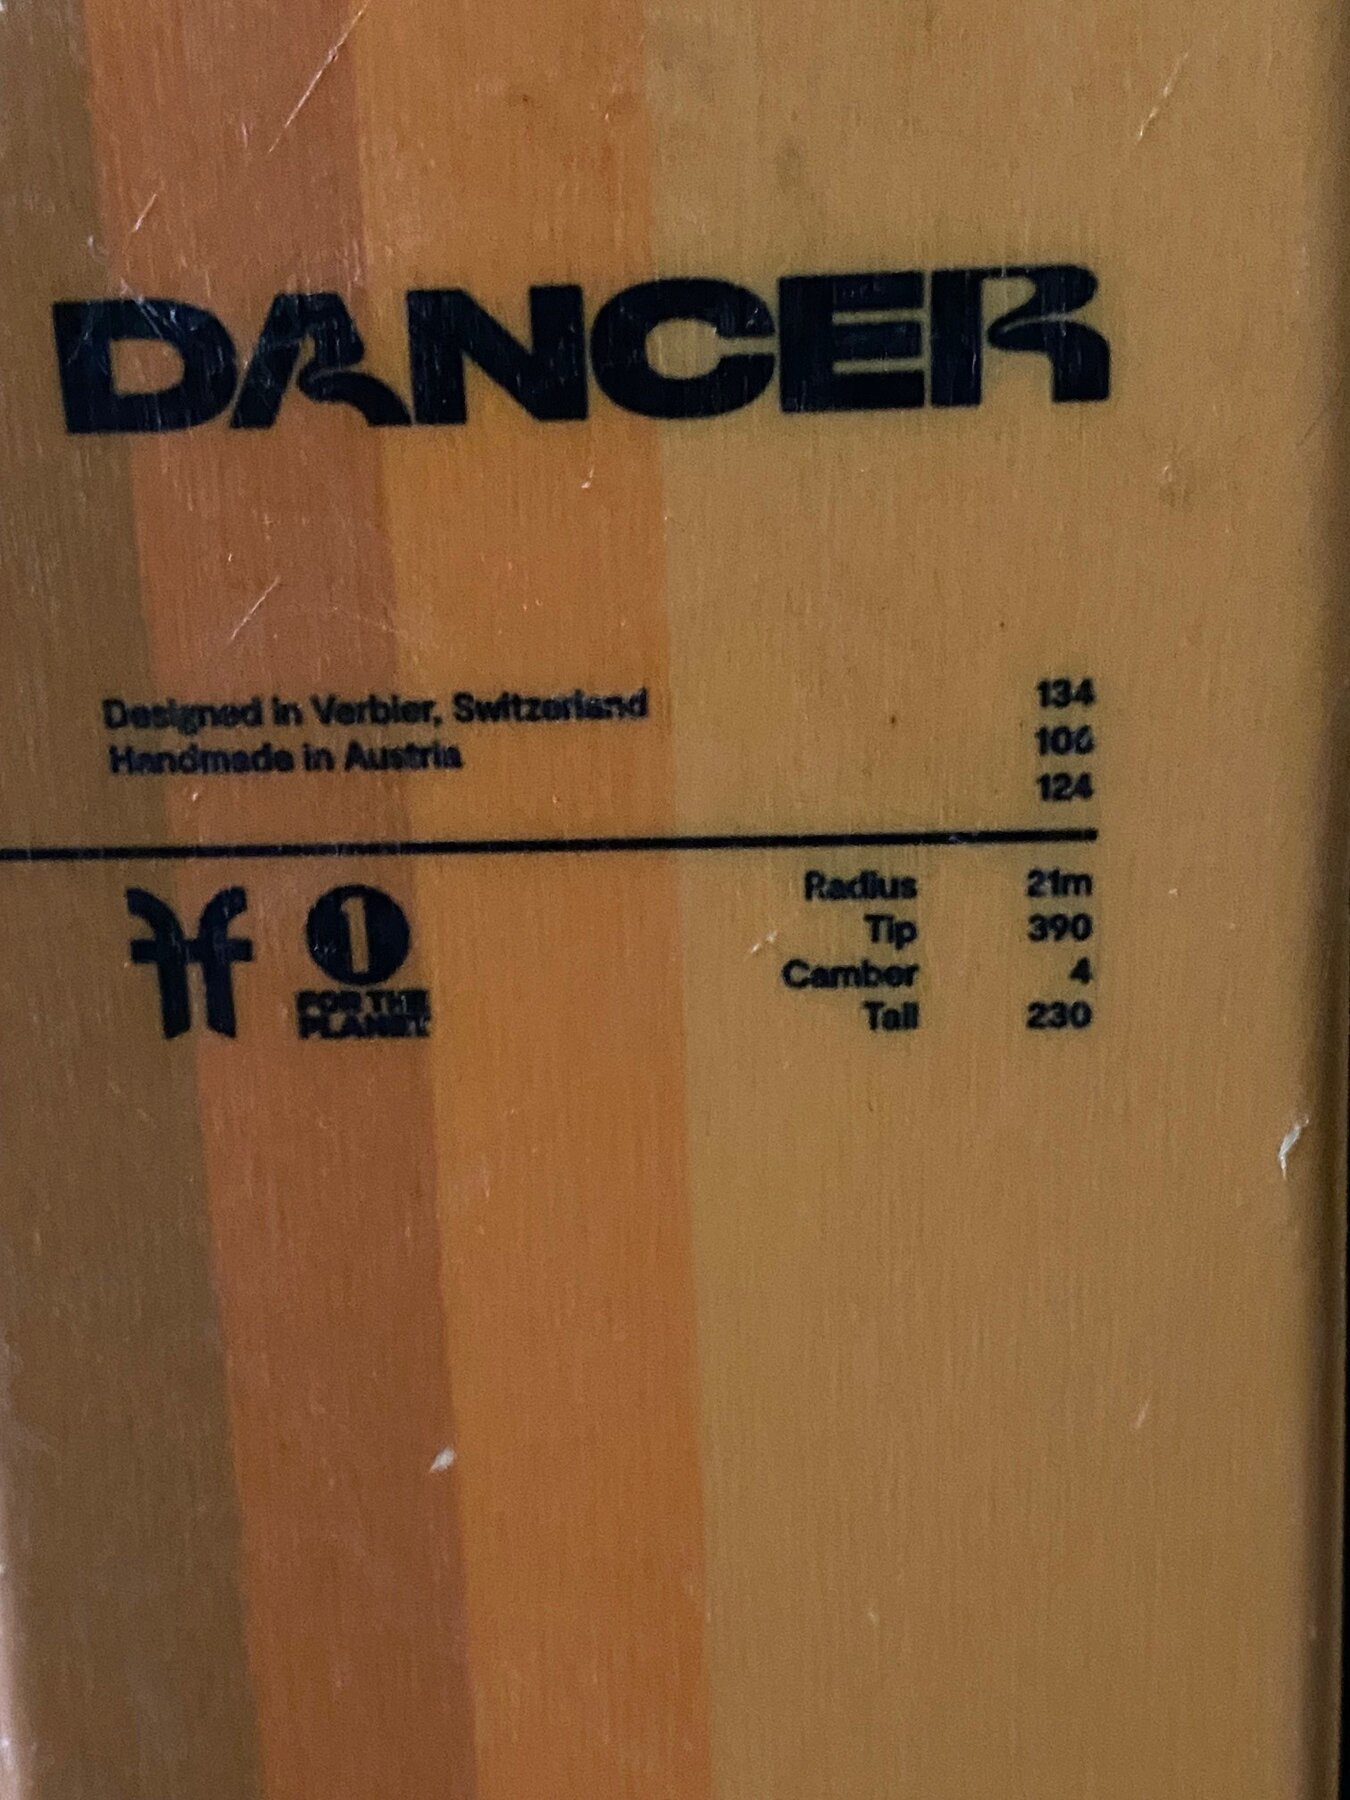 DANCER
Designed in Verbier, Switzerland
Handmade in Austria
134
106
124
1
FOR THE
PLANET
Radius 21m
Tip 390
Camber 4
Tail 230